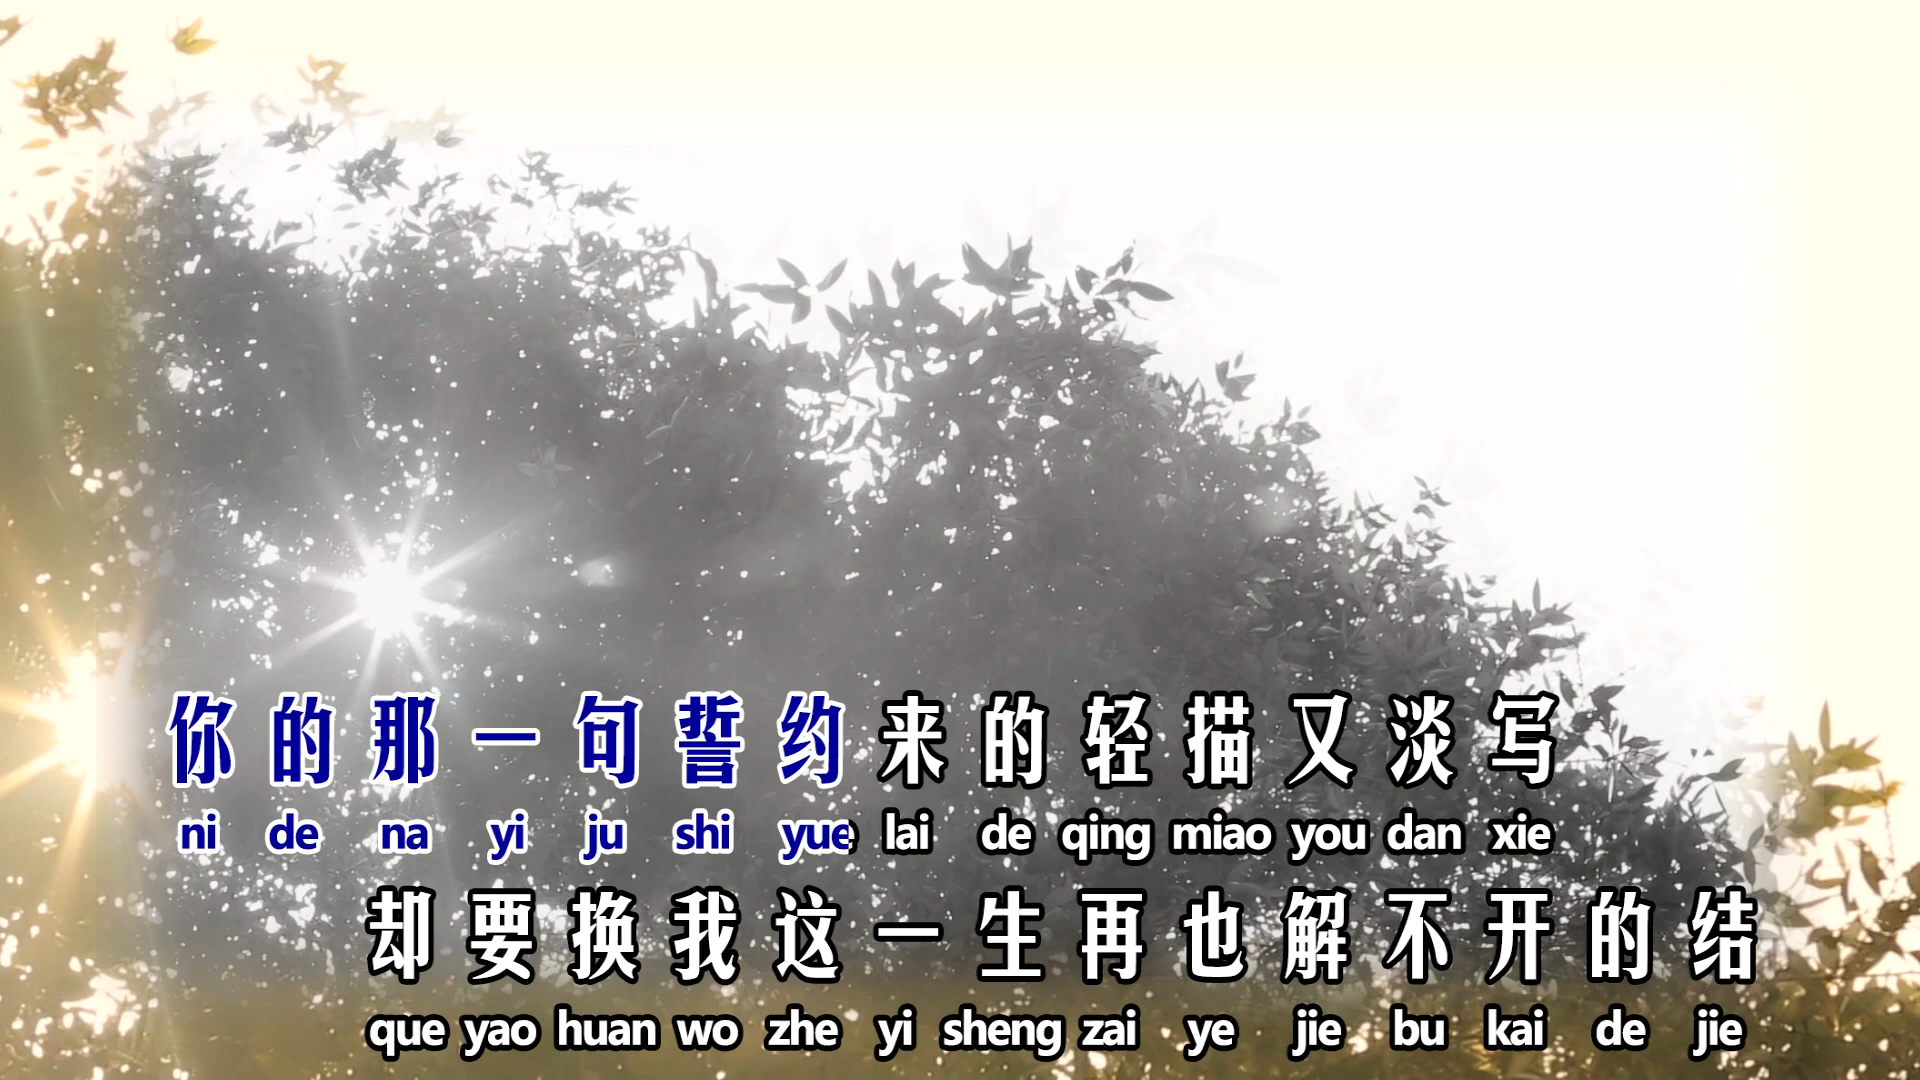 你的那一句誓约来的轻描又淡写
ni de na yi ju shi yue lai de qing miao you dan xie
却要换我这一生再也解不开的结
que yao huan wo zhe yi sheng zai ye jie bu kai de jie